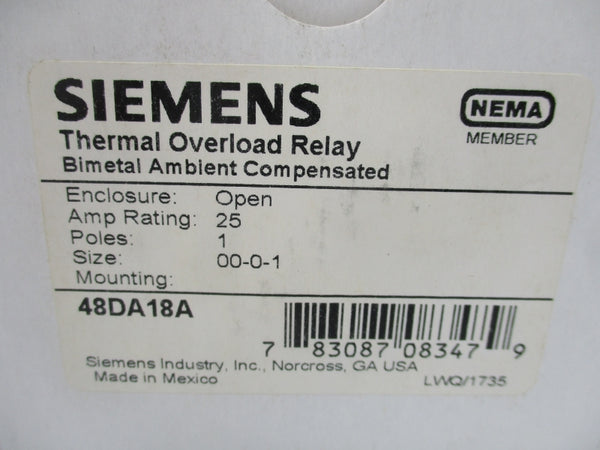 SIEMENS
NEMA
MEMBER
Thermal Overload Relay
Bimetal Ambient Compensated
Enclosure: Open
Amp Rating: 25
Poles: 1
Size: 00-0-1
Mounting:
48DA18A
7 83087 08347 9
Siemens Industry, Inc., Norcross, GA USA
Made in Mexico
LWQ/1735